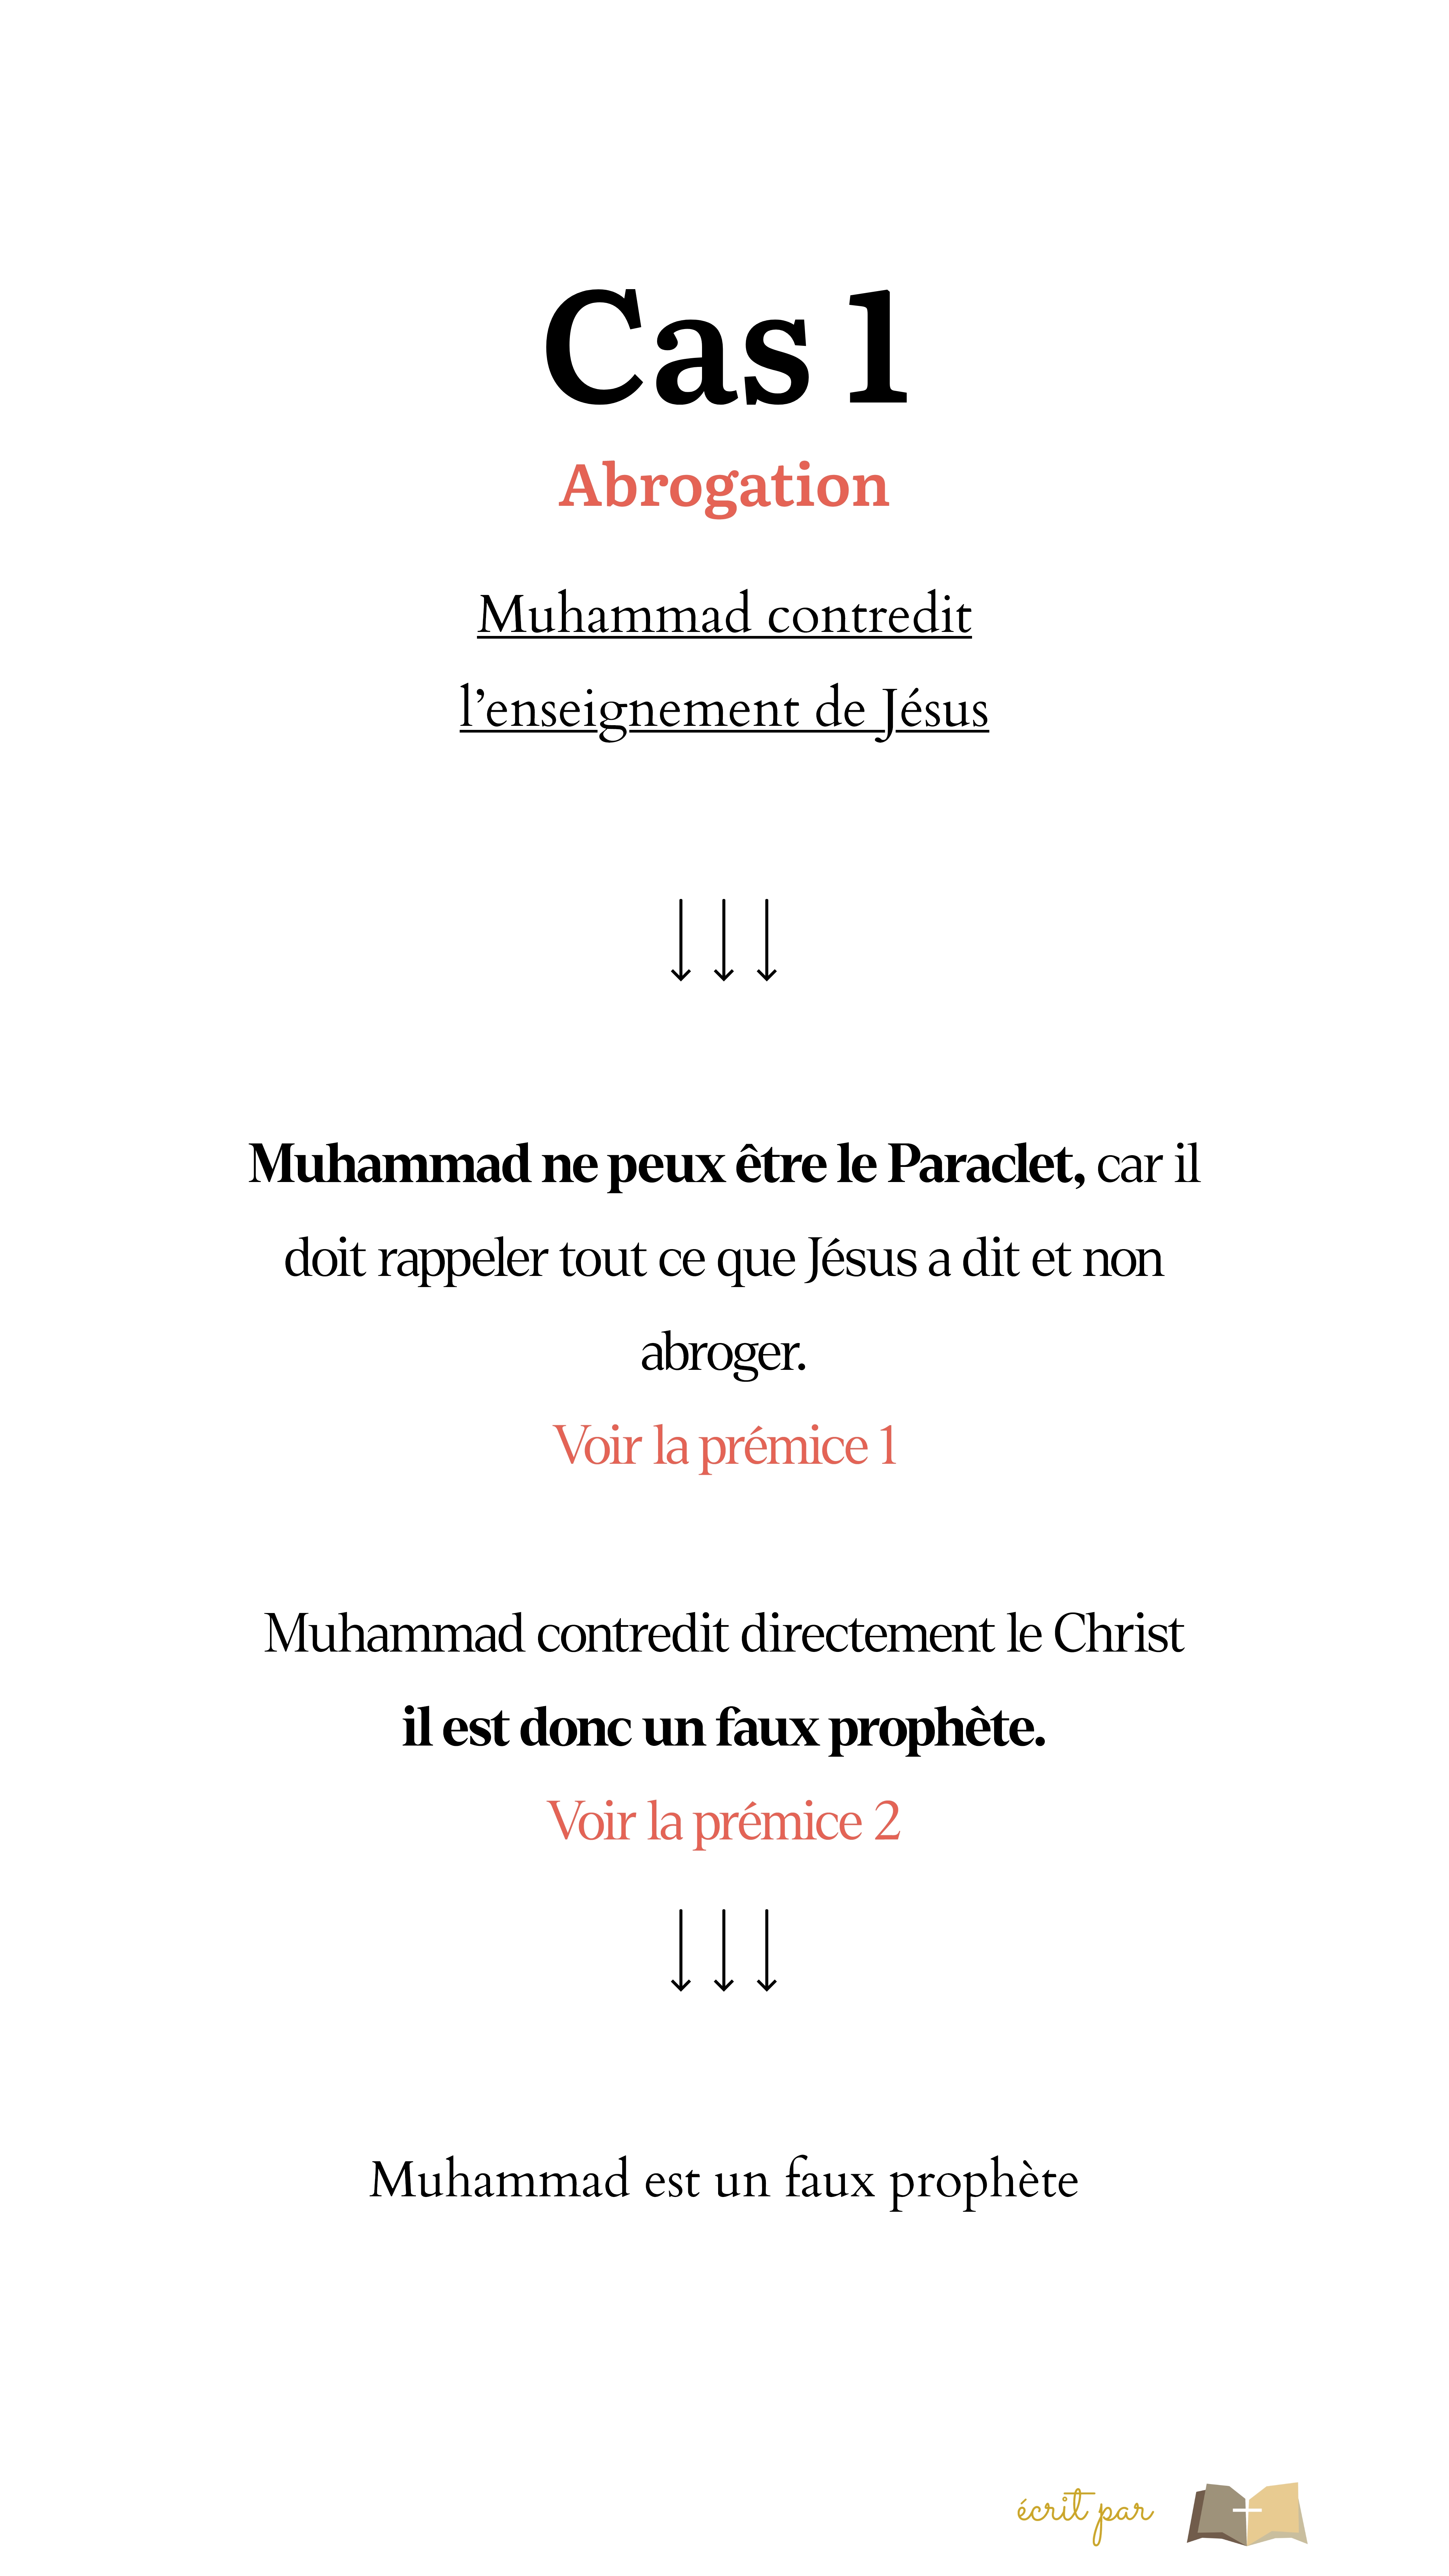 Cas 1
Abrogation
Muhammad contredit
l’enseignement de Jésus
Muhammad ne peux être le Paraclet, car il
doit rappeler tout ce que Jésus a dit et non
abroger.
Voir la prémice 1
Muhammad contredit directement le Christ
il est donc un faux prophète.
Voir la prémice 2
Muhammad est un faux prophète
écrit par